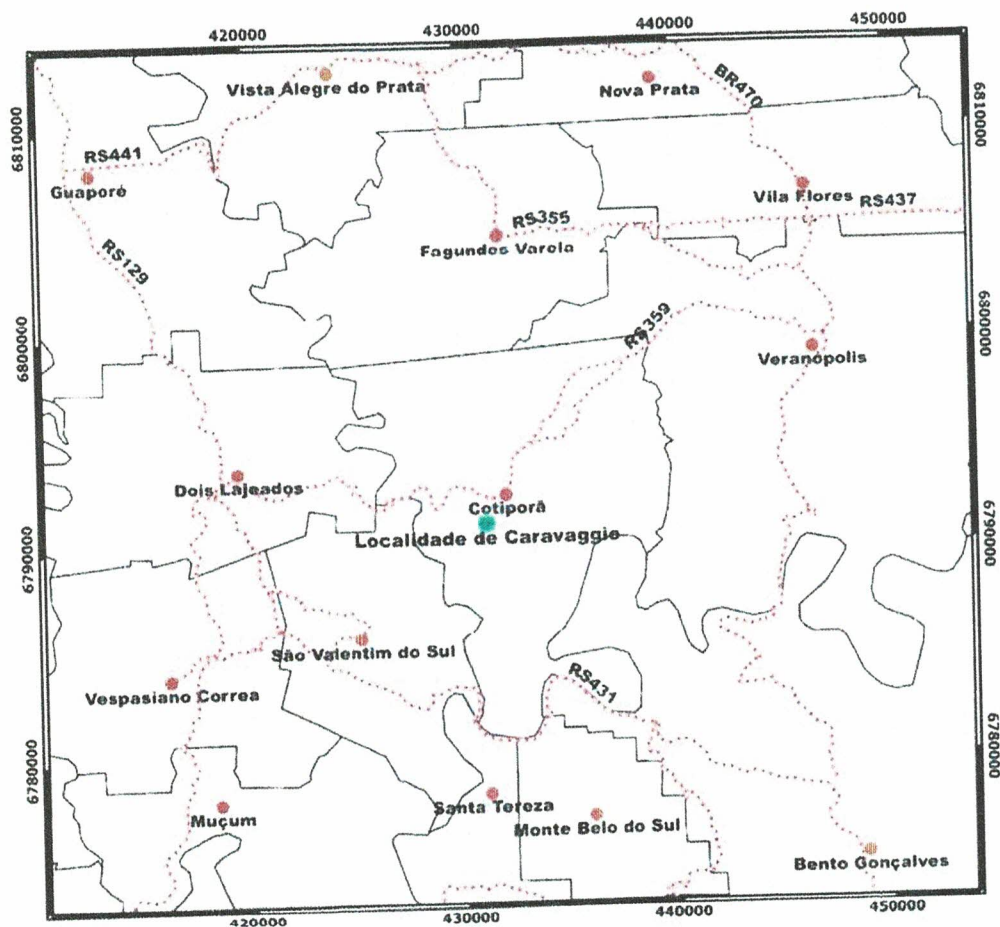 420000
430000
440000
450000
Vista Alegre do Prata
Nova Prata
BR470
6810000
6810000
RS441
Guaporé
Vila Flores
RS437
RS355
Fagundes Varela
RS129
RS359
6800000
6800000
Veranópolis
Dois Lajeados
Cotiporã
Localidade de Caravaggio
6790000
6790000
São Valentim do Sul
RS431
Vespasiano Correa
6780000
6780000
Santa Tereza
Muçum
Monte Belo do Sul
Bento Gonçalves
420000
430000
440000
450000